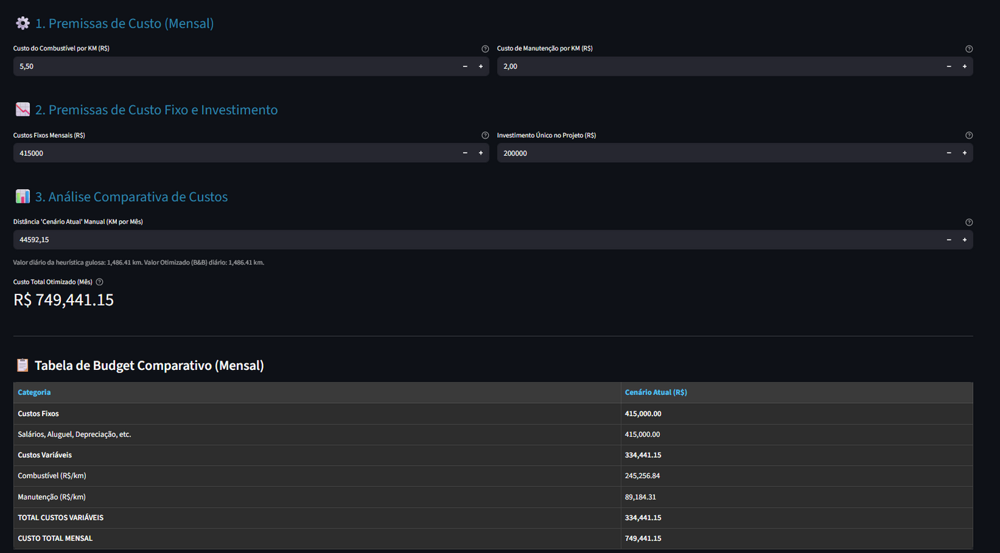 1. Premissas de Custo (Mensal)
Custo do Combustível por KM (R$)
Custo de Manutenção por KM (R$)
5,50
2,00
2. Premissas de Custo Fixo e Investimento
Custos Fixos Mensais (R$)
Investimento Único no Projeto (R$)
415000
200000
3. Análise Comparativa de Custos
Distância 'Cenário Atual' Manual (KM por Mês)
44592,15
Valor diário da heurística gulosa: 1,486.41 km. Valor Otimizado (B&B) diário: 1,486.41 km.
Custo Total Otimizado (Mês)
R$ 749,441.15
Tabela de Budget Comparativo (Mensal)
Categoria Cenário Atual (R$)
Custos Fixos 415,000.00
Salários, Aluguel, Depreciação, etc. 415,000.00
Custos Variáveis 334,441.15
Combustível (R$/km) 245,256.84
Manutenção (R$/km) 89,184.31
TOTAL CUSTOS VARIÁVEIS 334,441.15
CUSTO TOTAL MENSAL 749,441.15